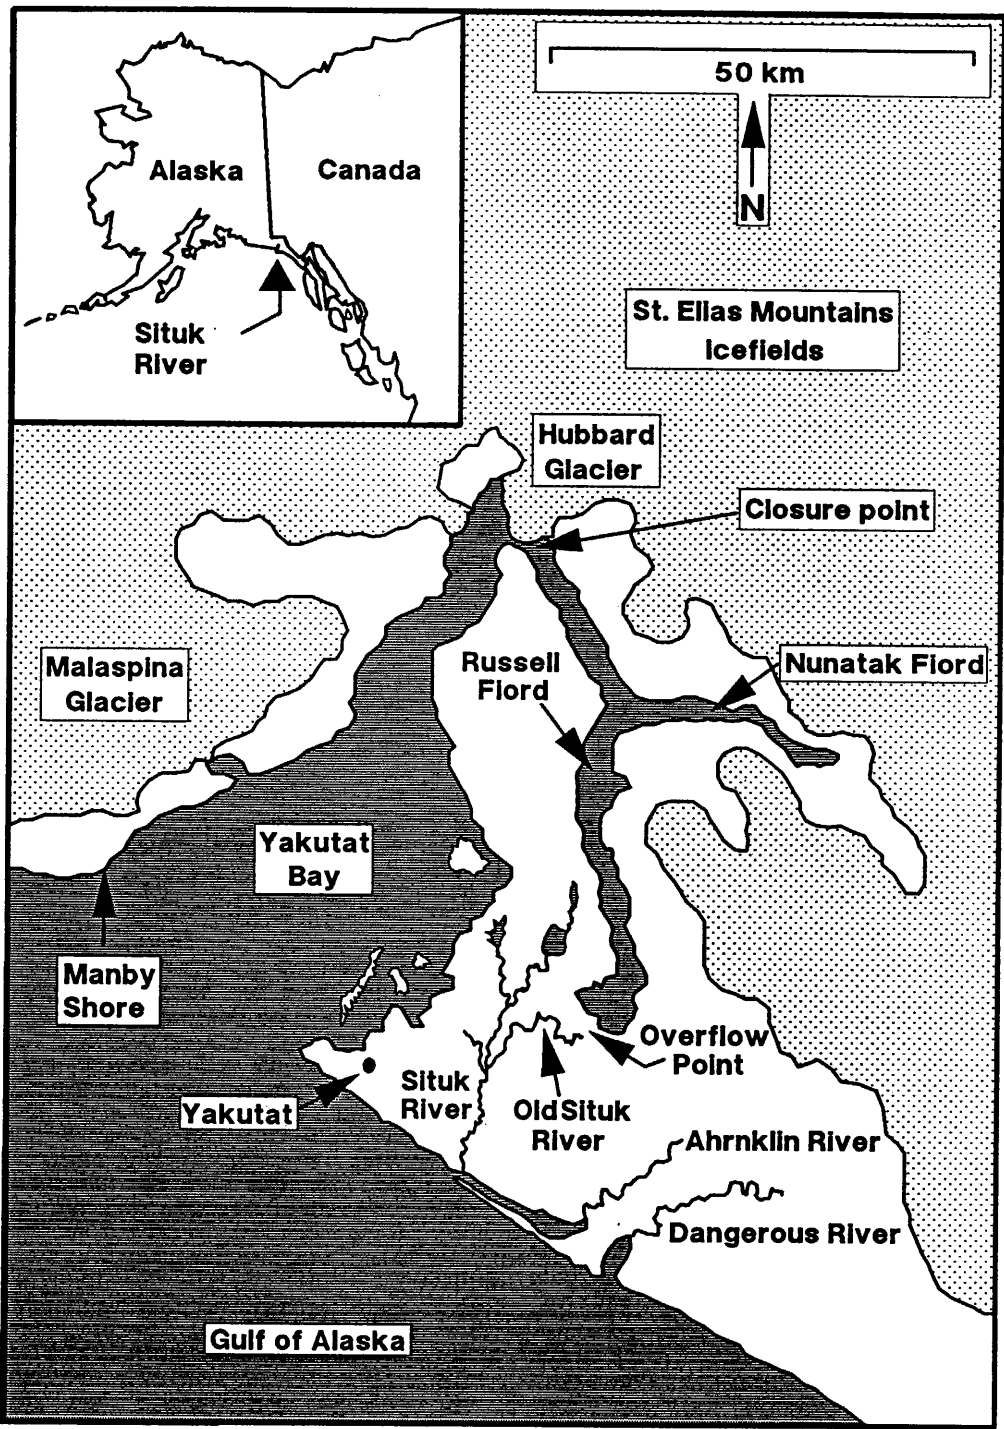 50 km
N
Alaska
Canada
Situk
River
St. Elias Mountains
Icefields
Hubbard
Glacier
Closure point
Malaspina
Glacier
Russell
Fiord
Nunatak Fiord
Yakutat
Bay
Manby
Shore
Overflow
Point
Situk
River
Old Situk
River
Yakutat
Ahrnklin River
Dangerous River
Gulf of Alaska